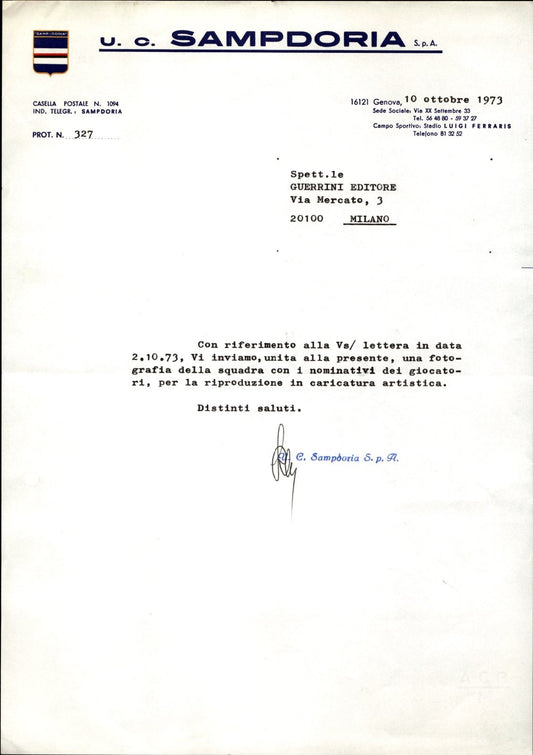 "SAMP-DORIA"
U. C. SAMPDORIA S.p.A.
CASELLA POSTALE N. 1094
IND. TELEGR.: SAMPDORIA
PROT. N. 327
16121 Genova, 10 ottobre 1973
Sede Sociale: Via XX Settembre 33
Tel. 56 48 80 - 59 37 27
Campo Sportivo: Stadio LUIGI FERRARIS
Telefono 81 32 52
Spett.le
GUERRINI EDITORE
Via Mercato, 3
20100 MILANO
Con riferimento alla Vs/ lettera in data
2.10.73, Vi inviamo,unita alla presente, una foto-
grafia della squadra con i nominativi dei giocato-
ri, per la riproduzione in caricatura artistica.
Distinti saluti.
U. C. Sampdoria S. p. A.